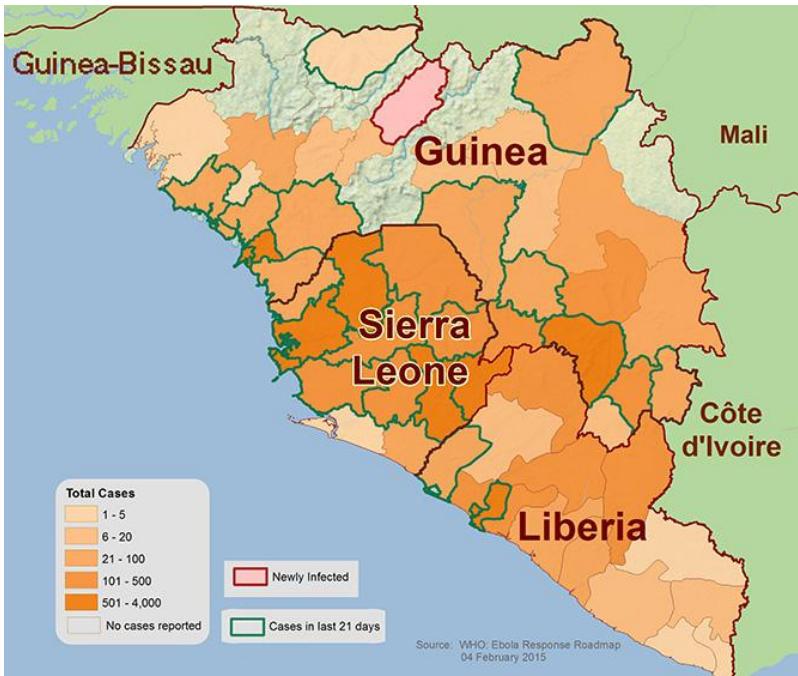 Guinea-Bissau
Guinea
Mali
Sierra
Leone
Côte
d'Ivoire
Liberia
Total Cases
1 - 5
6 - 20
21 - 100
101 - 500
501 - 4,000
No cases reported
Newly Infected
Cases in last 21 days
Source: WHO: Ebola Response Roadmap
04 February 2015